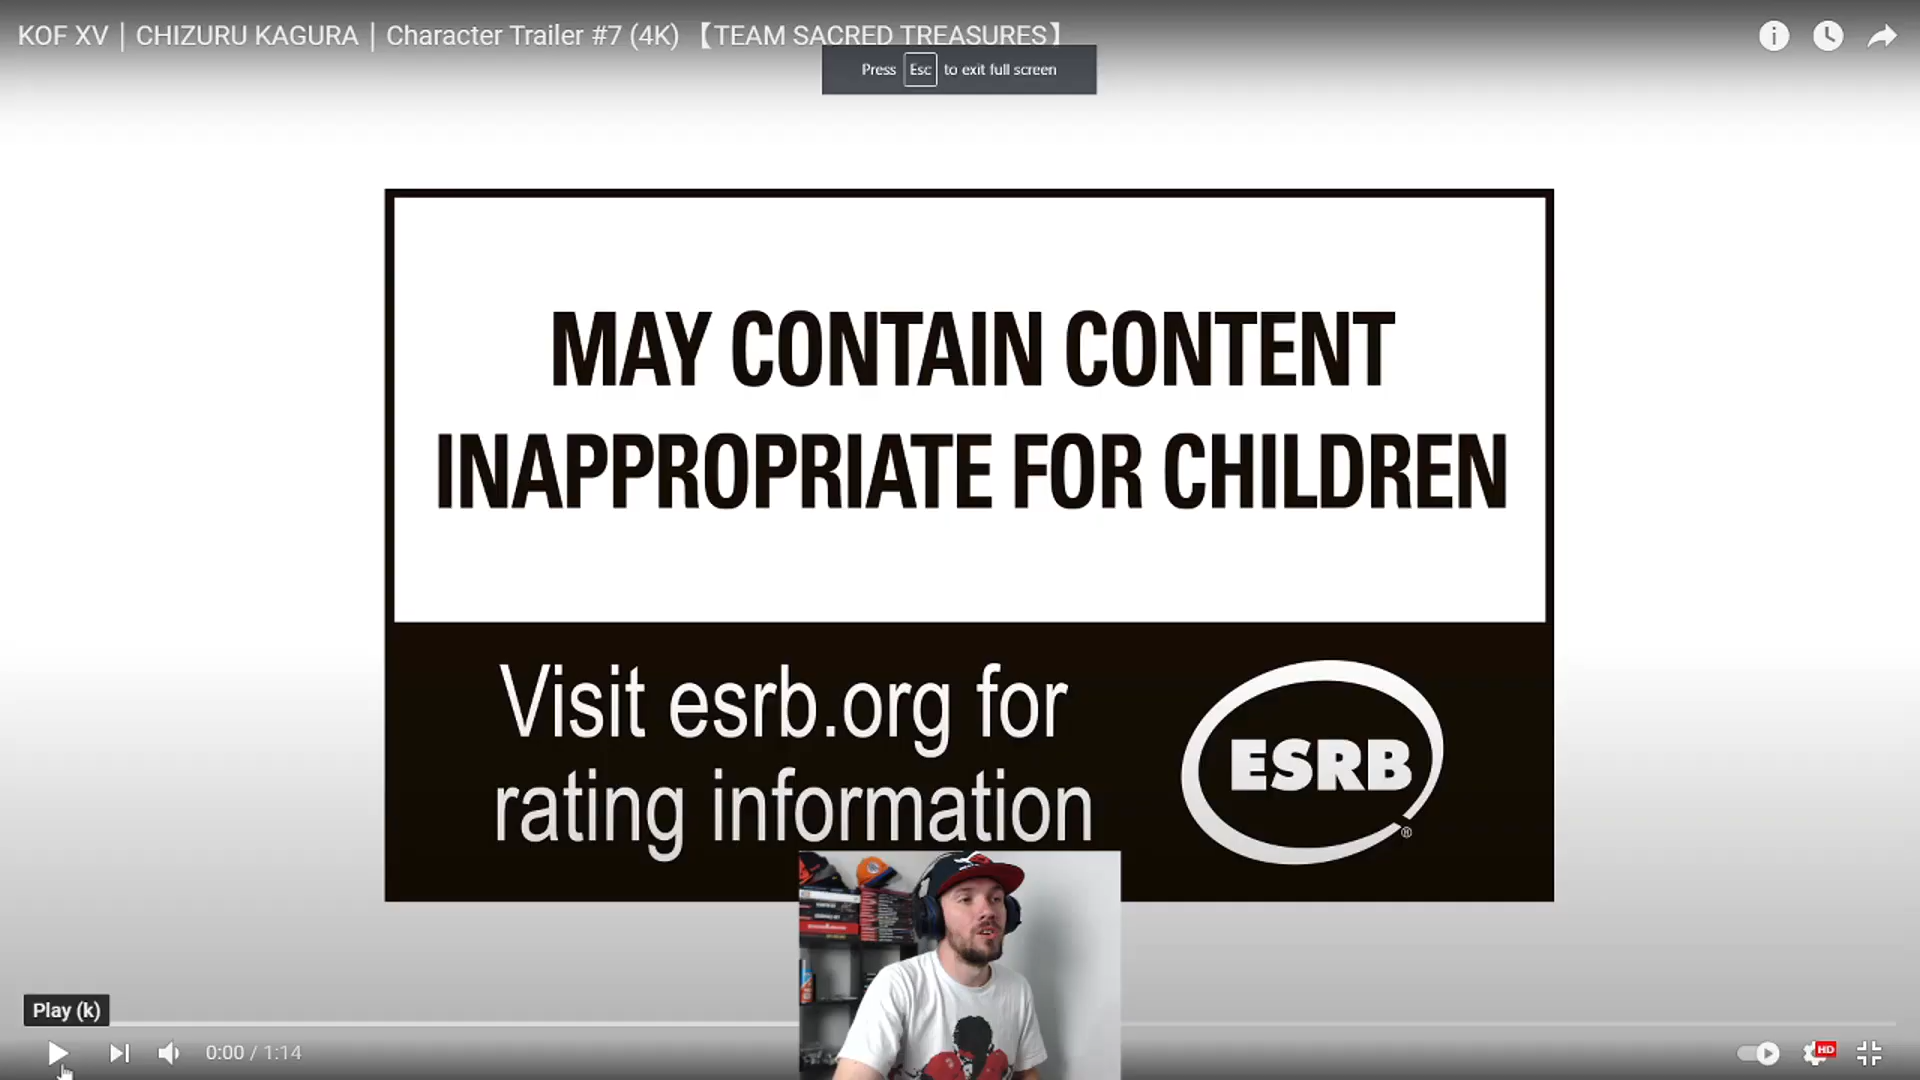 KOF XV｜CHIZURU KAGURA｜Character Trailer #7 (4K) 【TEAM SACRED TREASURES】
Press Esc to exit full screen
MAY CONTAIN CONTENT
INAPPROPRIATE FOR CHILDREN
Visit esrb.org for
rating information
ESRB
®
Play (k)
0:00 / 1:14
HD